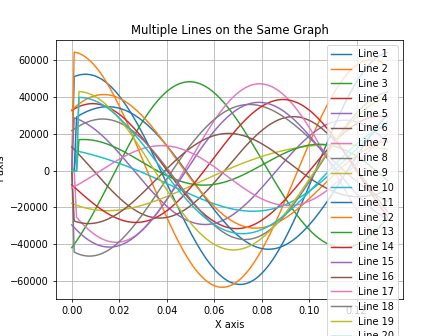 Multiple Lines on the Same Graph
60000
40000
20000
0
−20000
−40000
−60000
0.00
0.02
0.04
0.06
0.08
0.10
X axis
Line 1
Line 2
Line 3
Line 4
Line 5
Line 6
Line 7
Line 8
Line 9
Line 10
Line 11
Line 12
Line 13
Line 14
Line 15
Line 16
Line 17
Line 18
Line 19
Line 20